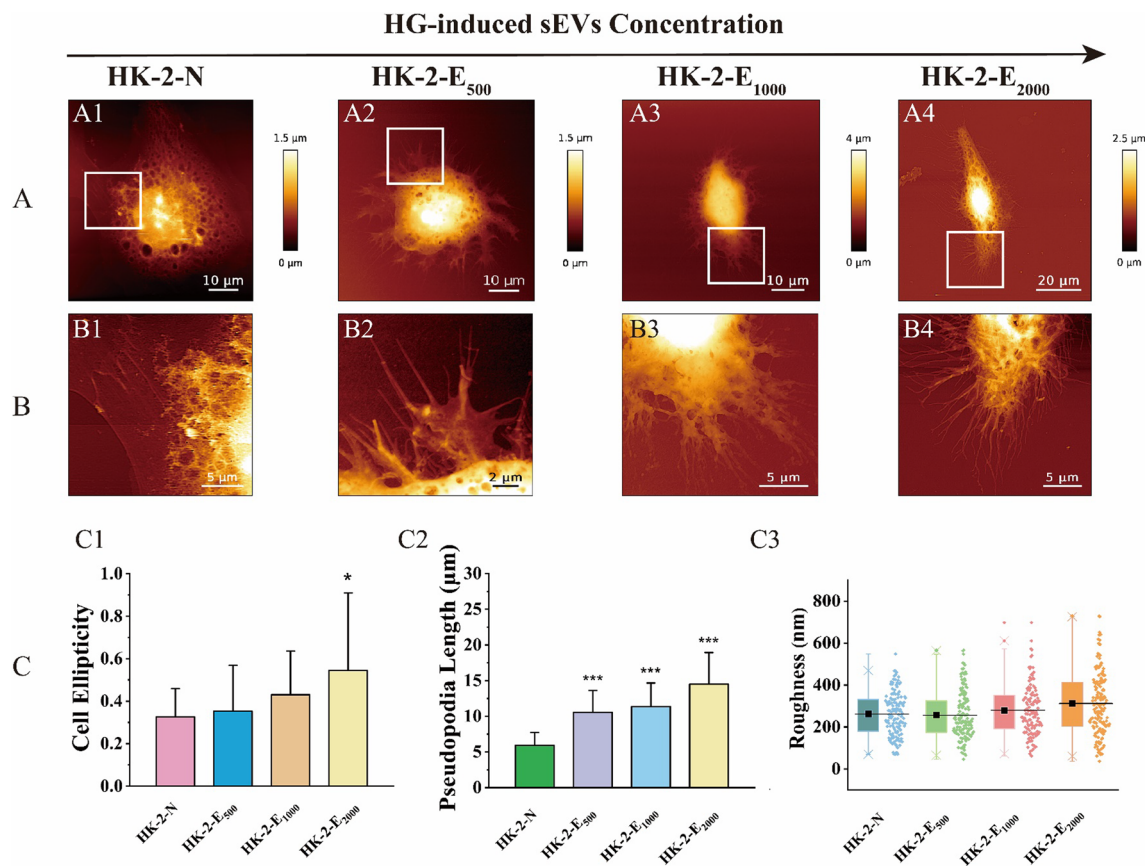 HG-induced sEVs Concentration
HK-2-N HK-2-E500 HK-2-E1000 HK-2-E2000
A
A1 1.5 μm 0 μm 10 μm
A2 1.5 μm 0 μm 10 μm
A3 4 μm 0 μm 10 μm
A4 2.5 μm 0 μm 20 μm
B
B1 5 μm
B2 2 μm
B3 5 μm
B4 5 μm
C
C1
Cell Ellipticity
1.0
0.8
0.6
0.4
0.2
0.0
*
HK-2-N HK-2-E500 HK-2-E1000 HK-2-E2000
C2
Pseudopodia Length (μm)
30
25
20
15
10
5
0
*** *** ***
HK-2-N HK-2-E500 HK-2-E1000 HK-2-E2000
C3
Roughness (nm)
800
600
400
200
0
HK-2-N HK-2-E500 HK-2-E1000 HK-2-E2000